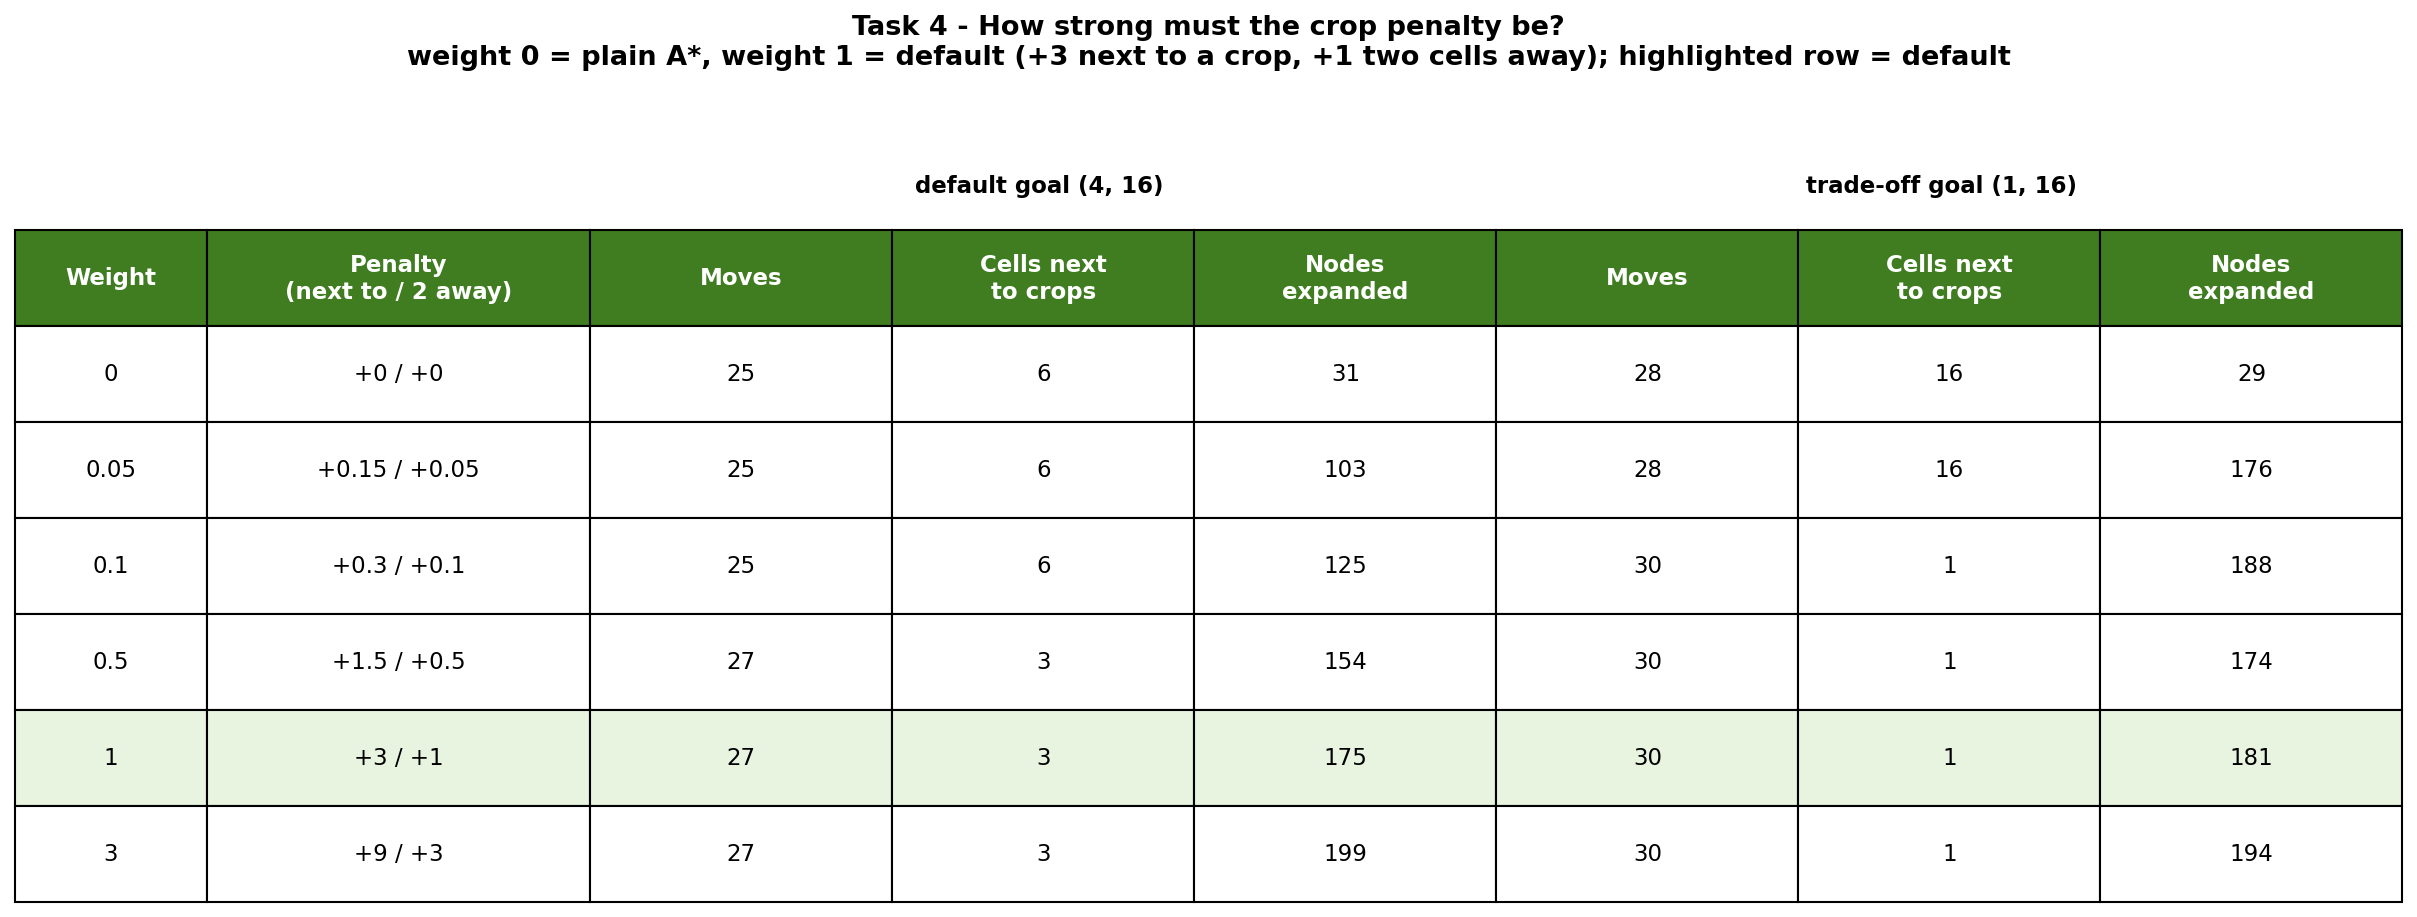 Task 4 - How strong must the crop penalty be?
weight 0 = plain A*, weight 1 = default (+3 next to a crop, +1 two cells away); highlighted row = default
default goal (4, 16) trade-off goal (1, 16)
Weight Penalty (next to / 2 away) Moves Cells next to crops Nodes expanded Moves Cells next to crops Nodes expanded
0 +0 / +0 25 6 31 28 16 29
0.05 +0.15 / +0.05 25 6 103 28 16 176
0.1 +0.3 / +0.1 25 6 125 30 1 188
0.5 +1.5 / +0.5 27 3 154 30 1 174
1 +3 / +1 27 3 175 30 1 181
3 +9 / +3 27 3 199 30 1 194